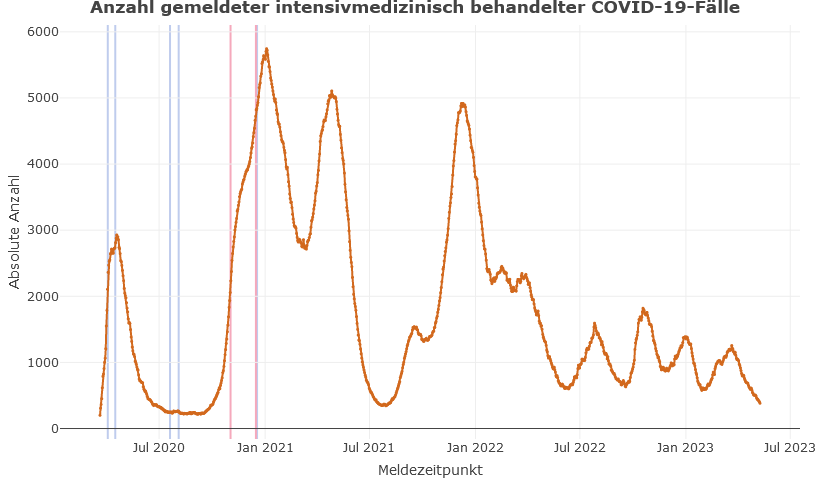 Anzahl gemeldeter intensivmedizinisch behandelter COVID-19-Fälle
6000
5000
4000
3000
2000
1000
0
Absolute Anzahl
Jul 2020
Jan 2021
Jul 2021
Jan 2022
Jul 2022
Jan 2023
Jul 2023
Meldezeitpunkt